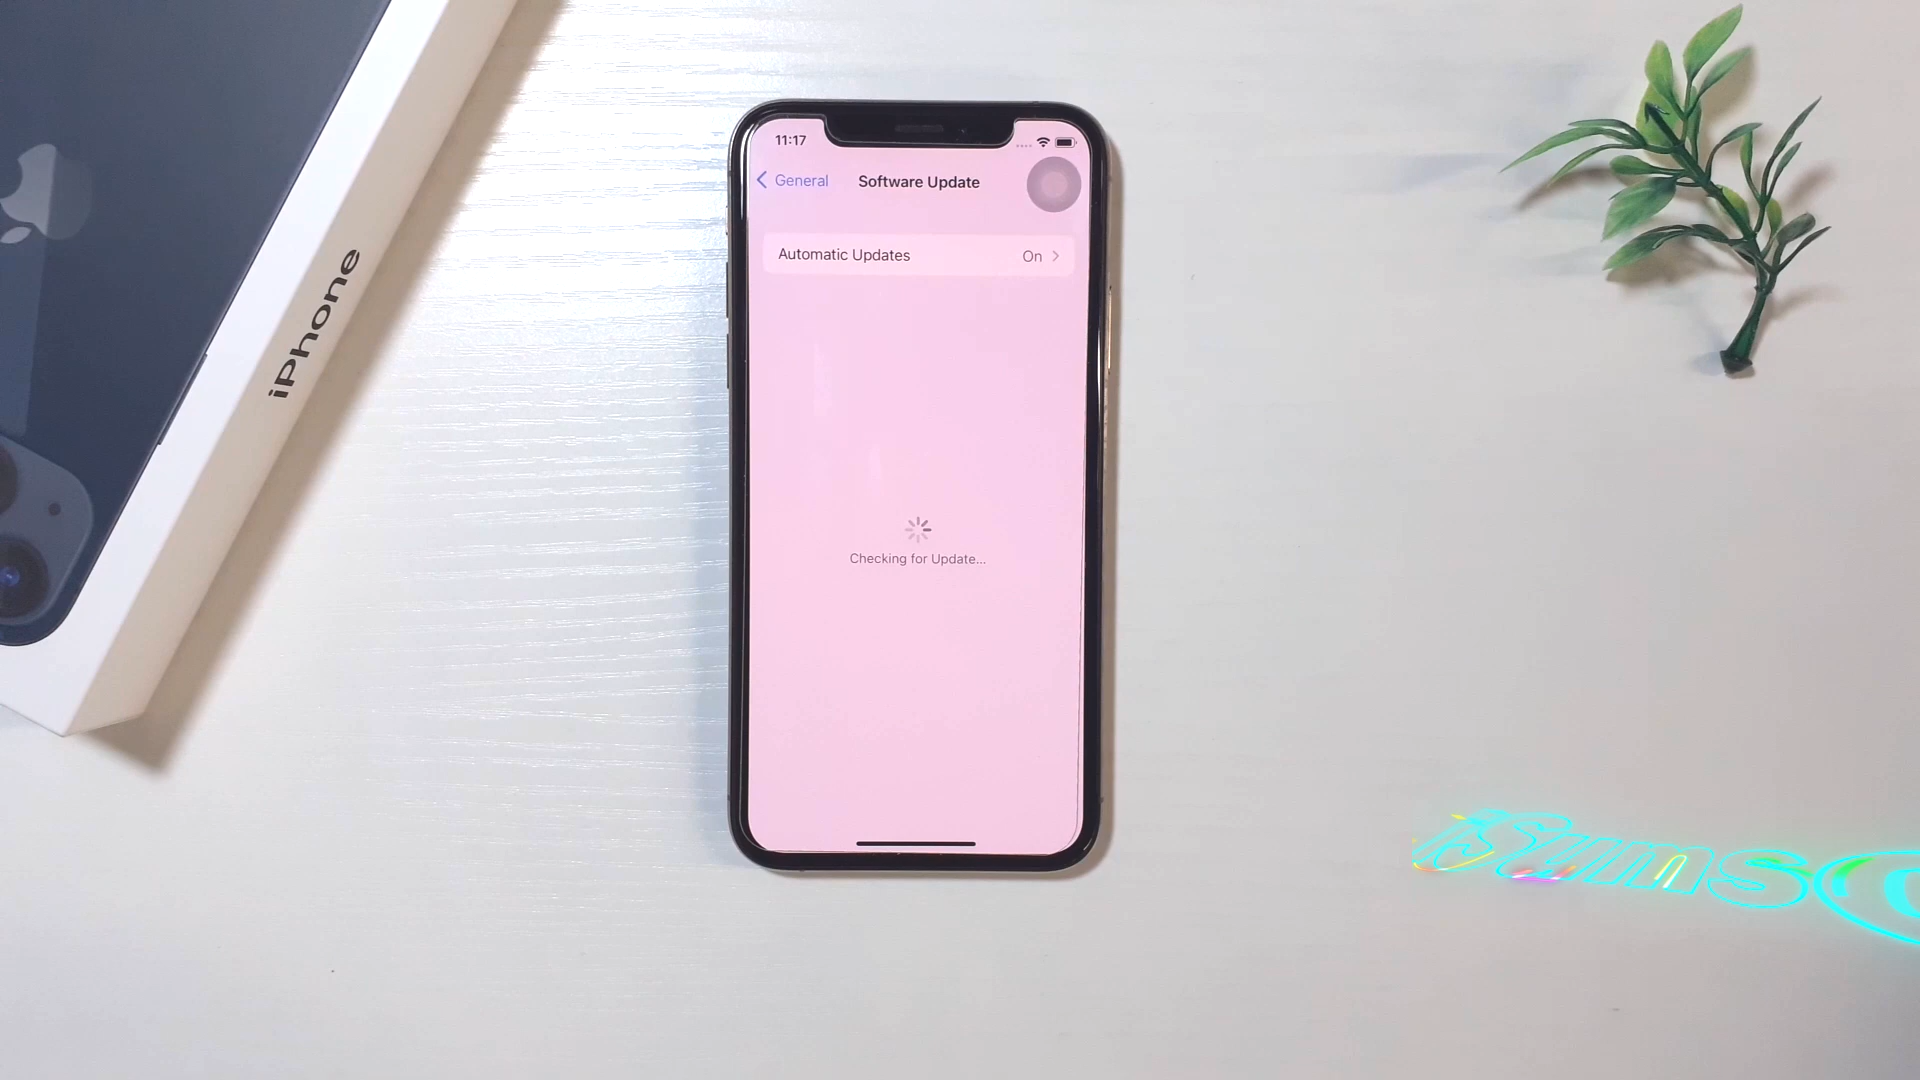 iPhone
11:17
General
Software Update
Automatic Updates
On
Checking for Update...